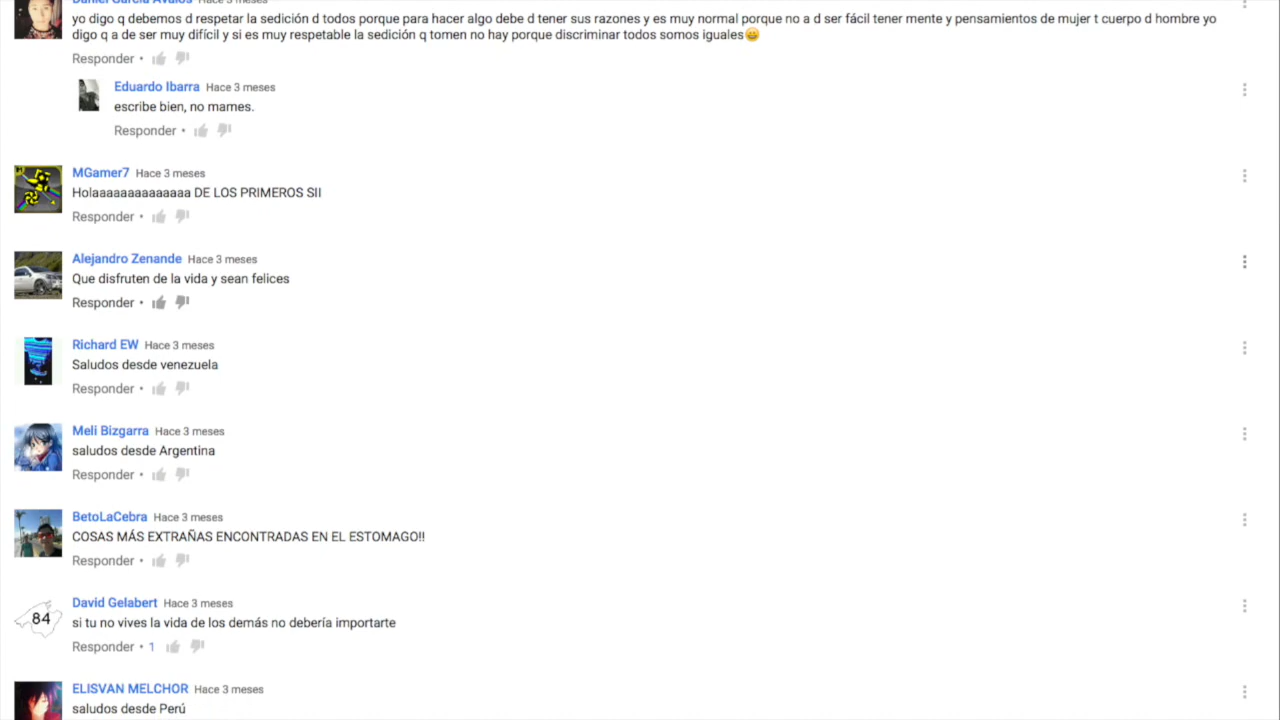 Daniel García Avalos Hace 3 meses
yo digo q debemos d respetar la sedición d todos porque para hacer algo debe d tener sus razones y es muy normal porque no a d ser fácil tener mente y pensamientos de mujer t cuerpo d hombre yo
digo q a de ser muy difícil y si es muy respetable la sedición q tomen no hay porque discriminar todos somos iguales😀
Responder •
Eduardo Ibarra Hace 3 meses
escribe bien, no mames.
Responder •
MGamer7 Hace 3 meses
Holaaaaaaaaaaaaaa DE LOS PRIMEROS SII
Responder •
Alejandro Zenande Hace 3 meses
Que disfruten de la vida y sean felices
Responder •
Richard EW Hace 3 meses
Saludos desde venezuela
Responder •
Meli Bizgarra Hace 3 meses
saludos desde Argentina
Responder •
BetoLaCebra Hace 3 meses
COSAS MÁS EXTRAÑAS ENCONTRADAS EN EL ESTOMAGO!!
Responder •
84
David Gelabert Hace 3 meses
si tu no vives la vida de los demás no debería importarte
Responder • 1
ELISVAN MELCHOR Hace 3 meses
saludos desde Perú